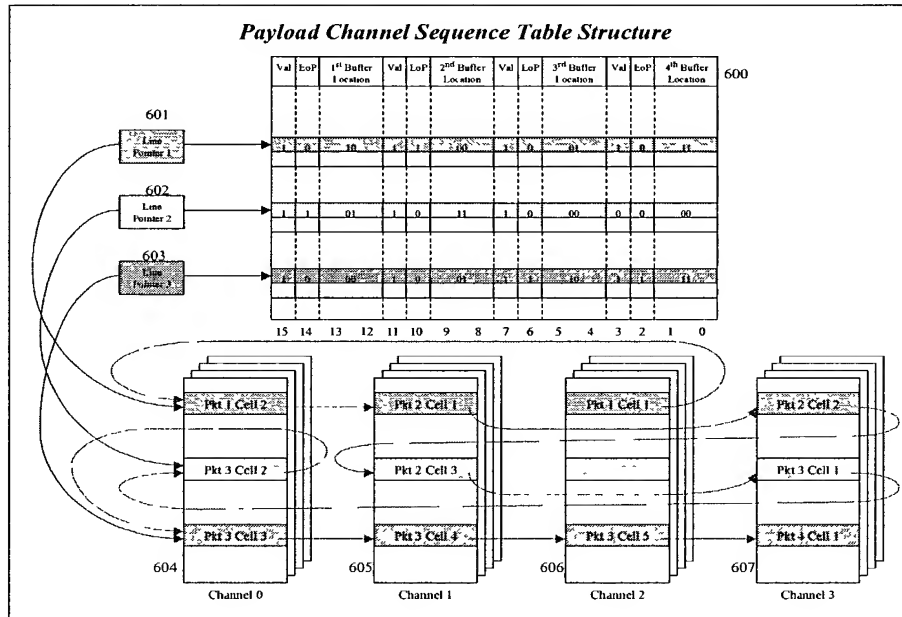 Payload Channel Sequence Table Structure
Val EoP 1st Buffer Location Val EoP 2nd Buffer Location Val EoP 3rd Buffer Location Val EoP 4th Buffer Location
600
601
Line Pointer 1
1 0 10 1 1 00 1 0 01 1 0 11
602
Line Pointer 2
1 1 01 1 0 11 1 0 00 0 0 00
603
Line Pointer 3
1 0 00 1 0 01 1 1 10 1 1 11
15 14 13 12 11 10 9 8 7 6 5 4 3 2 1 0
Pkt 1 Cell 2 Pkt 2 Cell 1 Pkt 1 Cell 1 Pkt 2 Cell 2
Pkt 3 Cell 2 Pkt 2 Cell 3 Pkt 3 Cell 1
Pkt 3 Cell 3 Pkt 3 Cell 4 Pkt 3 Cell 5 Pkt 4 Cell 1
604 605 606 607
Channel 0 Channel 1 Channel 2 Channel 3